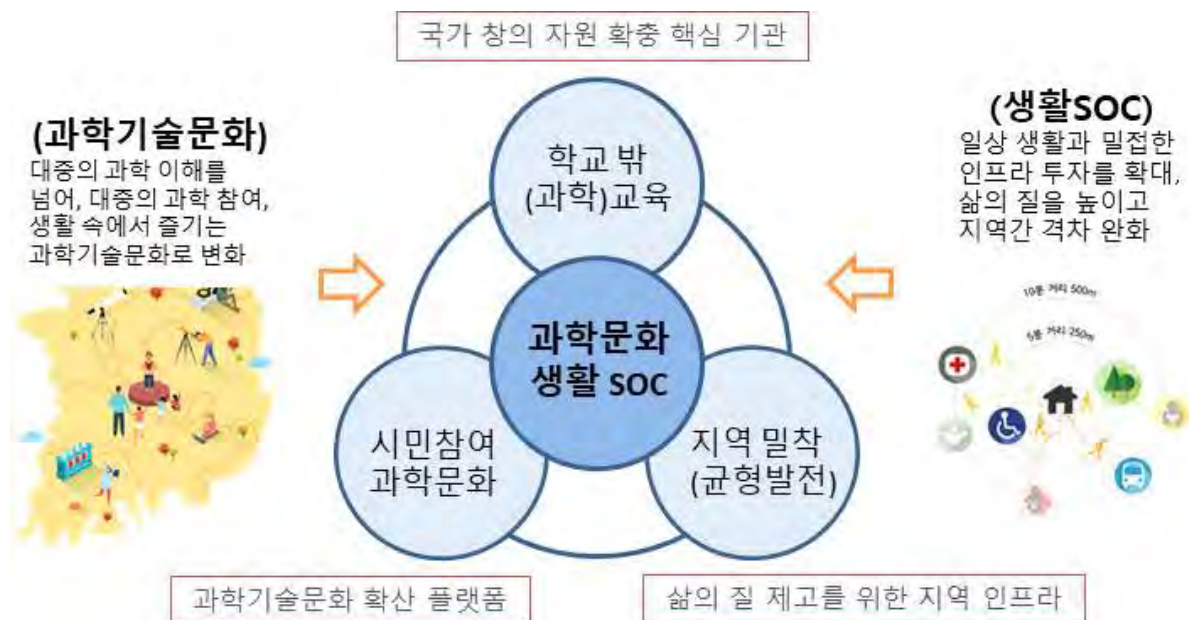 국가 창의 자원 확충 핵심 기관
(과학기술문화)
대중의 과학 이해를
넘어, 대중의 과학 참여,
생활 속에서 즐기는
과학기술문화로 변화
학교 밖
(과학)교육
(생활SOC)
일상 생활과 밀접한
인프라 투자를 확대,
삶의 질을 높이고
지역간 격차 완화
10분 거리 500m
5분 거리 250m
과학문화
생활 SOC
시민참여
과학문화
지역 밀착
(균형발전)
과학기술문화 확산 플랫폼
삶의 질 제고를 위한 지역 인프라